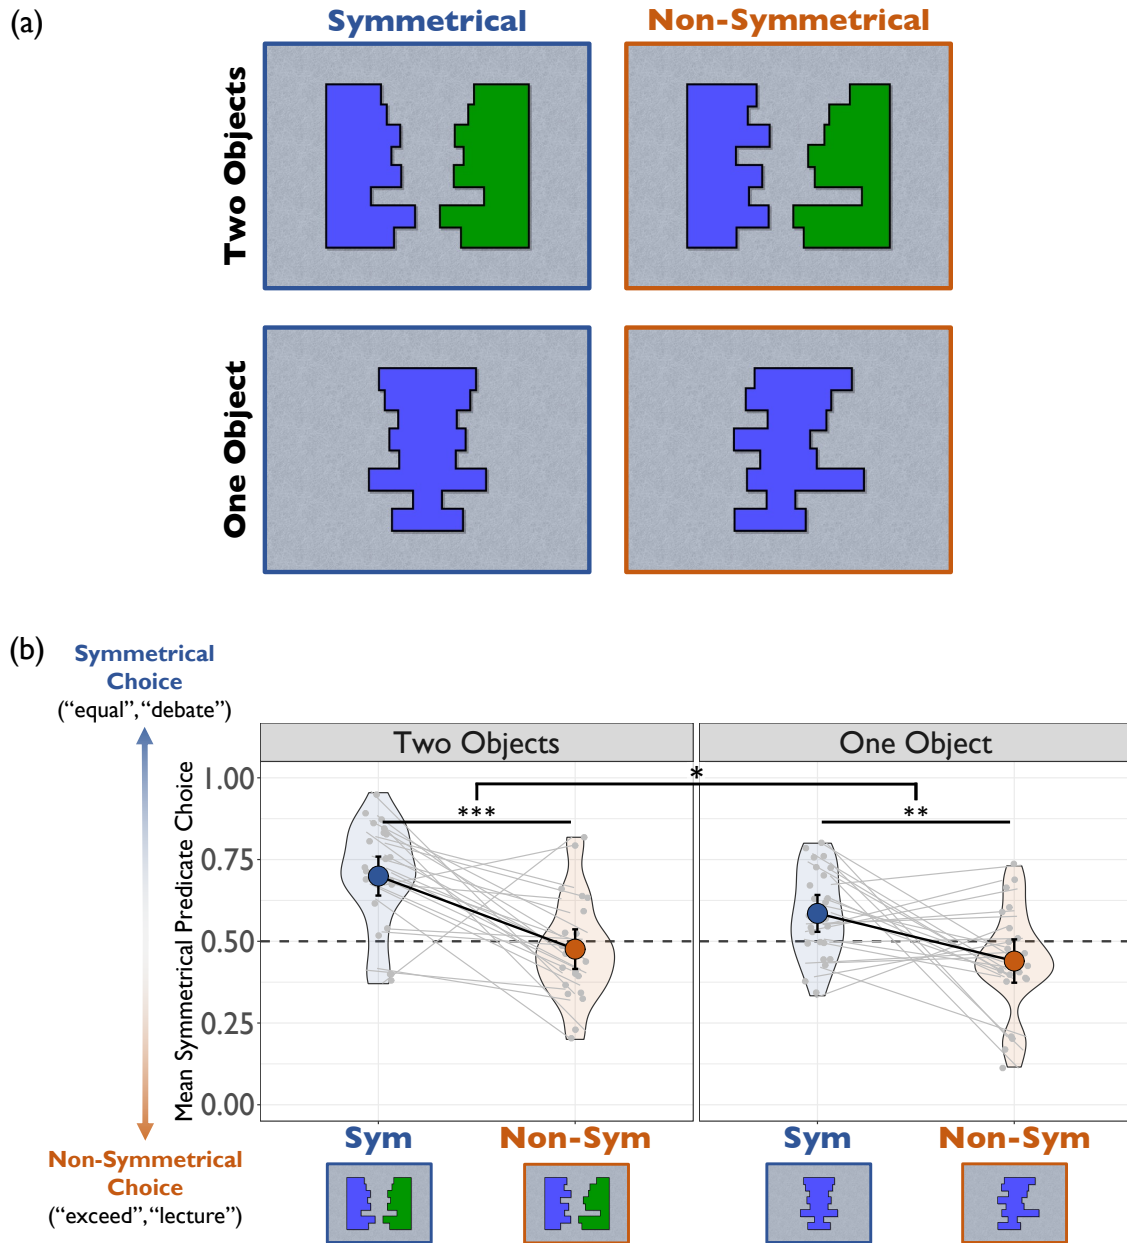 (a)
Symmetrical
Non-Symmetrical
Two Objects
One Object
(b)
Symmetrical
Choice
(“equal”, “debate”)
Two Objects
One Object
Mean Symmetrical Predicate Choice
1.00
0.75
0.50
0.25
0.00
*
***
**
Sym
Non-Sym
Sym
Non-Sym
Non-Symmetrical
Choice
(“exceed”, “lecture”)